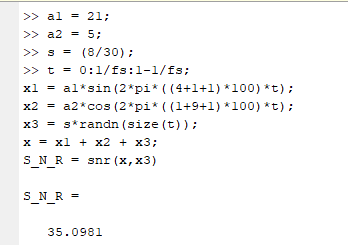 >> a1 = 21;
>> a2 = 5;
>> s = (8/30);
>> t = 0:1/fs:1-1/fs;
x1 = a1*sin(2*pi*((4+1+1)*100)*t);
x2 = a2*cos(2*pi*((1+9+1)*100)*t);
x3 = s*randn(size(t));
x = x1 + x2 + x3;
S_N_R = snr(x,x3)
S_N_R =
35.0981